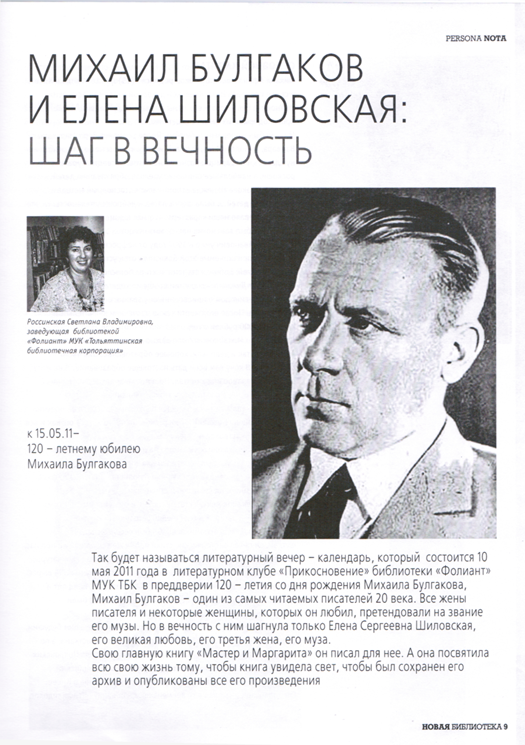 PERSONA NOTA
МИХАИЛ БУЛГАКОВ
И ЕЛЕНА ШИЛОВСКАЯ:
ШАГ В ВЕЧНОСТЬ
Россинская Светлана Владимировна,
заведующая библиотекой
«Фолиант» МУК «Тольяттинская
библиотечная корпорация»
к 15.05.11–
120 – летнему юбилею
Михаила Булгакова
Так будет называться литературный вечер – календарь, который состоится 10
мая 2011 года в литературном клубе «Прикосновение» библиотеки «Фолиант»
МУК ТБК в преддверии 120 – летия со дня рождения Михаила Булгакова,
Михаил Булгаков – один из самых читаемых писателей 20 века. Все жены
писателя и некоторые женщины, которых он любил, претендовали на звание
его музы. Но в вечность с ним шагнула только Елена Сергеевна Шиловская,
его великая любовь, его третья жена, его муза.
Свою главную книгу «Мастер и Маргарита» он писал для нее. А она посвятила
всю свою жизнь тому, чтобы книга увидела свет, чтобы был сохранен его
архив и опубликованы все его произведения
НОВАЯ БИБЛИОТЕКА 9